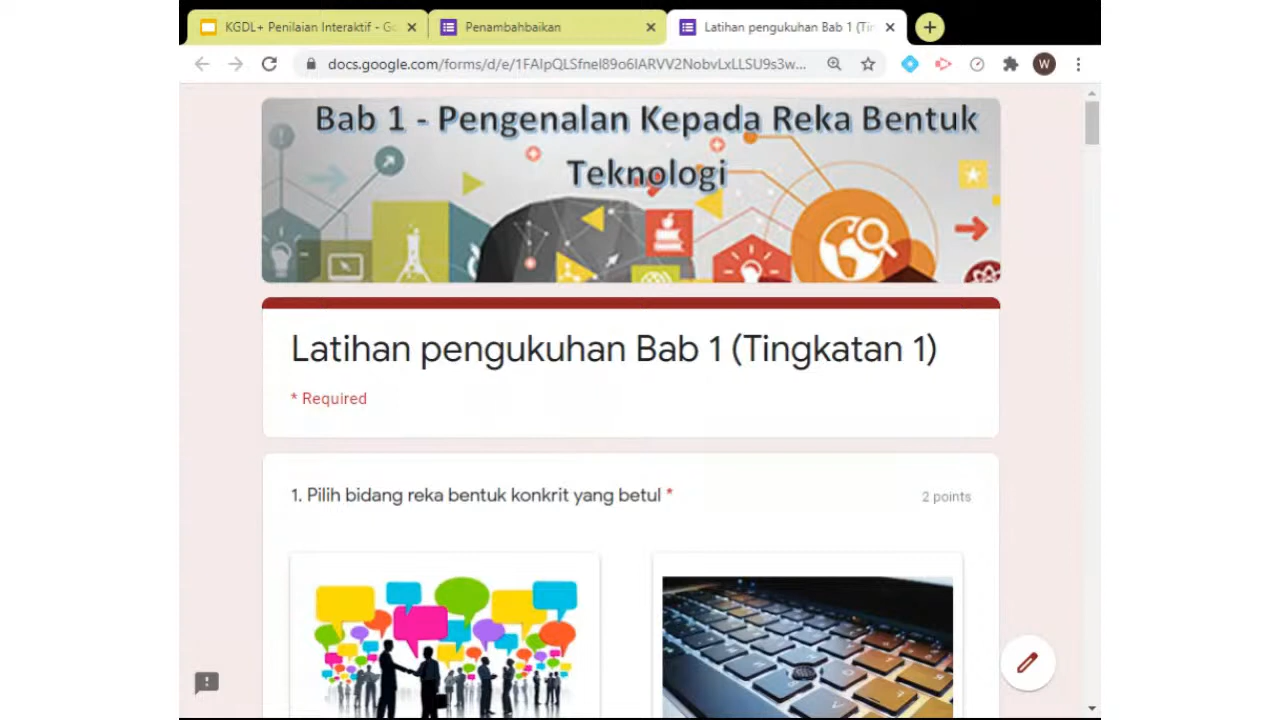 KGDL+ Penilaian Interaktif - Go
Penambahbaikan
Latihan pengukuhan Bab 1 (Tin
docs.google.com/forms/d/e/1FAIpQLSfnel89o6lARVV2NobvLxLLSU9s3w...
W
Bab 1 - Pengenalan Kepada Reka Bentuk
Teknologi
Latihan pengukuhan Bab 1 (Tingkatan 1)
* Required
1. Pilih bidang reka bentuk konkrit yang betul *
2 points